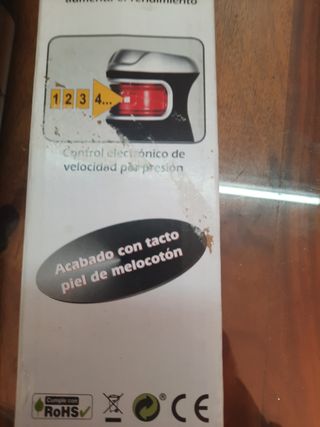 aumentar el rendimiento
1 2 3 4...
Control electrónico de
velocidad por presión
Acabado con tacto
piel de melocotón
Cumple con
RoHS
®
CE